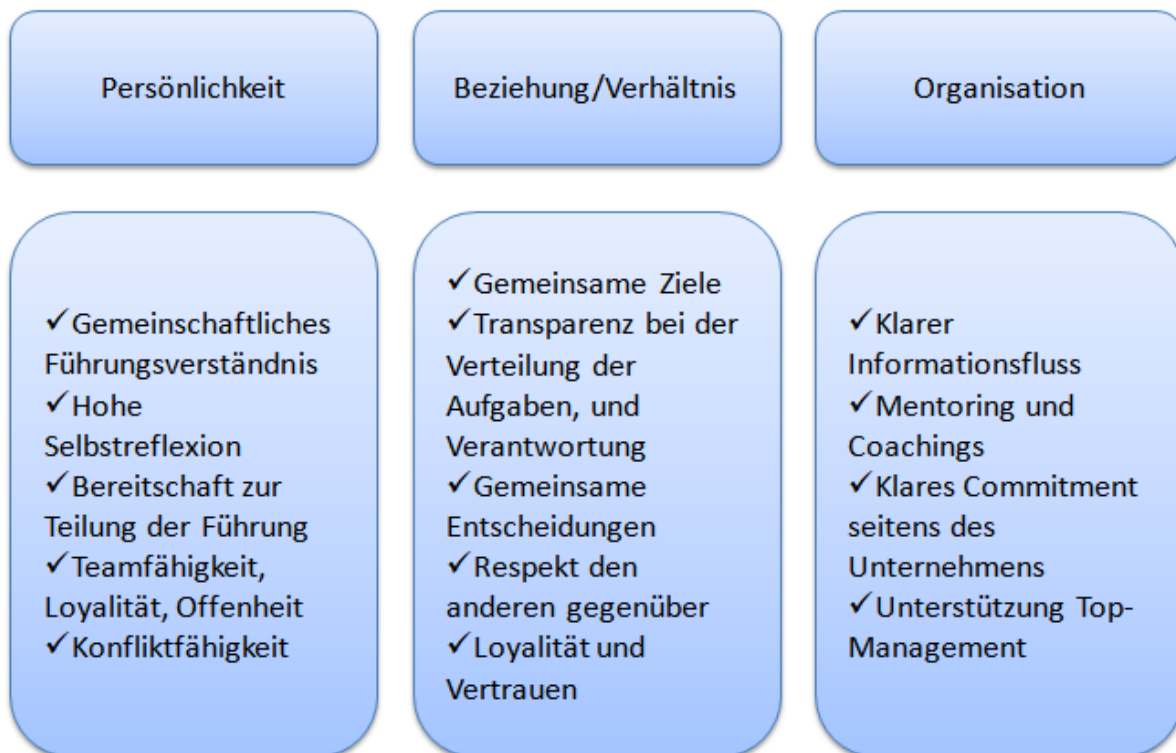 Persönlichkeit
Beziehung/Verhältnis
Organisation
✓Gemeinschaftliches
Führungsverständnis
✓Hohe
Selbstreflexion
✓Bereitschaft zur
Teilung der Führung
✓Teamfähigkeit,
Loyalität, Offenheit
✓Konfliktfähigkeit
✓Gemeinsame Ziele
✓Transparenz bei der
Verteilung der
Aufgaben, und
Verantwortung
✓Gemeinsame
Entscheidungen
✓Respekt den
anderen gegenüber
✓Loyalität und
Vertrauen
✓Klarer
Informationsfluss
✓Mentoring und
Coachings
✓Klares Commitment
seitens des
Unternehmens
✓Unterstützung Top-
Management